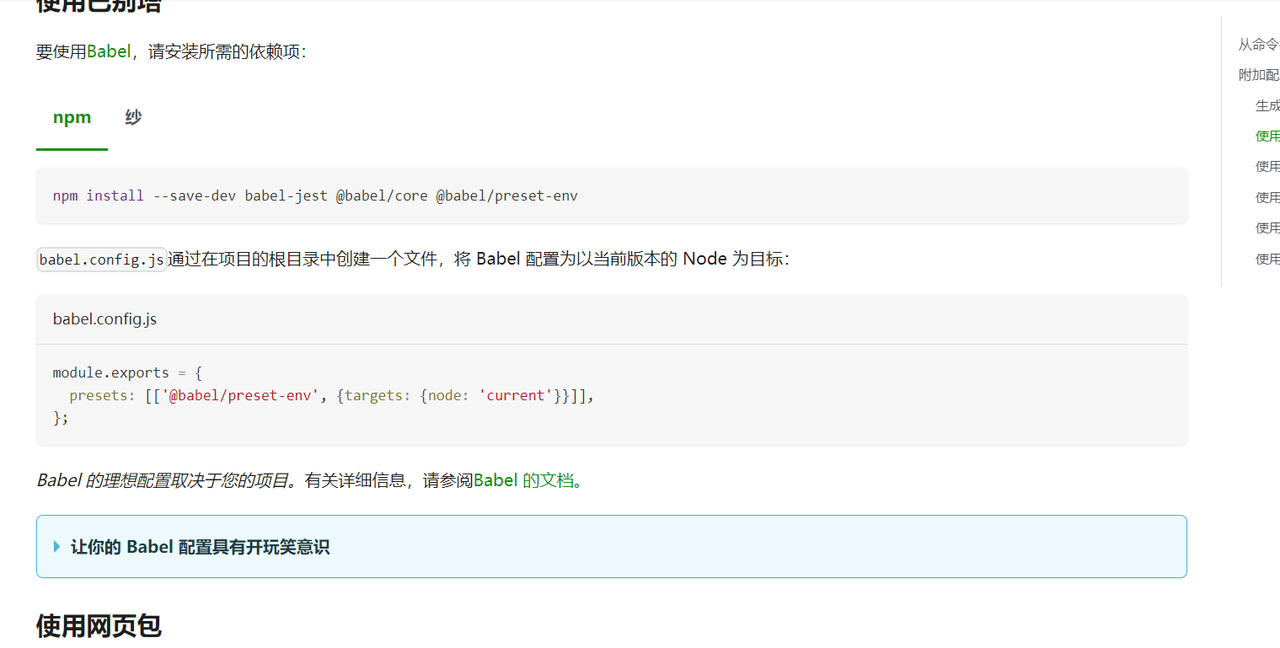 使用巴别塔
要使用Babel，请安装所需的依赖项：
npm 纱
npm install --save-dev babel-jest @babel/core @babel/preset-env
babel.config.js通过在项目的根目录中创建一个文件，将 Babel 配置为以当前版本的 Node 为目标：
babel.config.js
module.exports = {
  presets: [['@babel/preset-env', {targets: {node: 'current'}}]],
};
Babel 的理想配置取决于您的项目。有关详细信息，请参阅Babel 的文档。
让你的 Babel 配置具有开玩笑意识
使用网页包
从命令
附加配
生成
使用
使用
使用
使用
使用